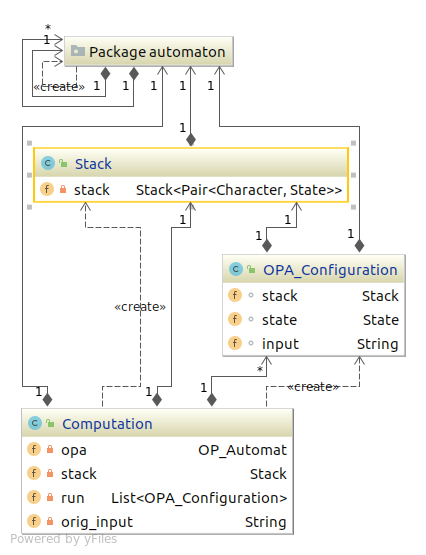 *
1
Package automaton
«create»
1
1
1
1
1
1
Stack
stack Stack<Pair<Character, State>>
1
1
1
1
«create»
OPA_Configuration
stack Stack
state State
input String
*
1
1
1
«create»
Computation
opa OP_Automat
stack Stack
run List<OPA_Configuration>
orig_input String
Powered by yFiles